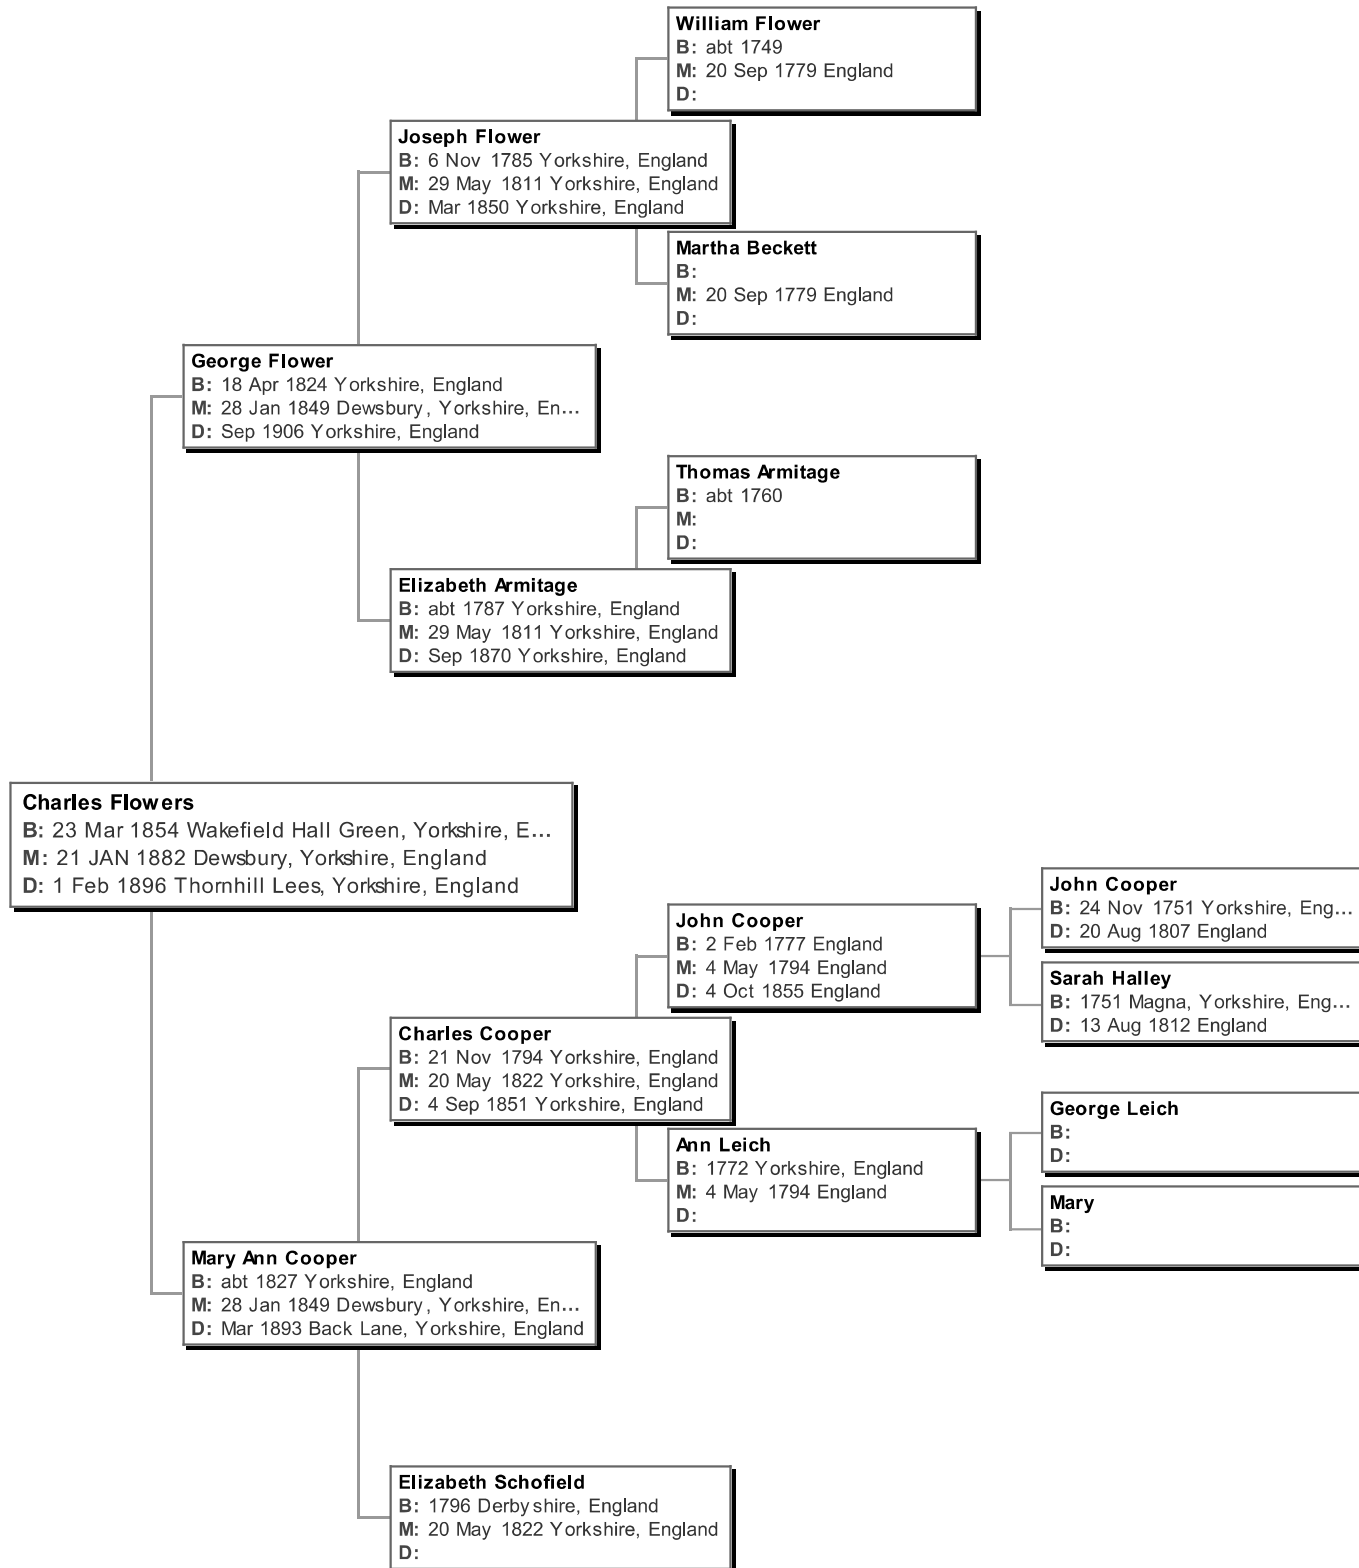 William Flower
B: abt 1749
M: 20 Sep 1779 England
D:
Joseph Flower
B: 6 Nov 1785 Yorkshire, England
M: 29 May 1811 Yorkshire, England
D: Mar 1850 Yorkshire, England
Martha Beckett
B:
M: 20 Sep 1779 England
D:
George Flower
B: 18 Apr 1824 Yorkshire, England
M: 28 Jan 1849 Dewsbury, Yorkshire, En...
D: Sep 1906 Yorkshire, England
Thomas Armitage
B: abt 1760
M:
D:
Elizabeth Armitage
B: abt 1787 Yorkshire, England
M: 29 May 1811 Yorkshire, England
D: Sep 1870 Yorkshire, England
Charles Flowers
B: 23 Mar 1854 Wakefield Hall Green, Yorkshire, E...
M: 21 JAN 1882 Dewsbury, Yorkshire, England
D: 1 Feb 1896 Thornhill Lees, Yorkshire, England
John Cooper
B: 24 Nov 1751 Yorkshire, Eng...
D: 20 Aug 1807 England
John Cooper
B: 2 Feb 1777 England
M: 4 May 1794 England
D: 4 Oct 1855 England
Sarah Halley
B: 1751 Magna, Yorkshire, Eng...
D: 13 Aug 1812 England
Charles Cooper
B: 21 Nov 1794 Yorkshire, England
M: 20 May 1822 Yorkshire, England
D: 4 Sep 1851 Yorkshire, England
George Leich
B:
D:
Ann Leich
B: 1772 Yorkshire, England
M: 4 May 1794 England
D:
Mary
B:
D:
Mary Ann Cooper
B: abt 1827 Yorkshire, England
M: 28 Jan 1849 Dewsbury, Yorkshire, En...
D: Mar 1893 Back Lane, Yorkshire, England
Elizabeth Schofield
B: 1796 Derbyshire, England
M: 20 May 1822 Yorkshire, England
D: